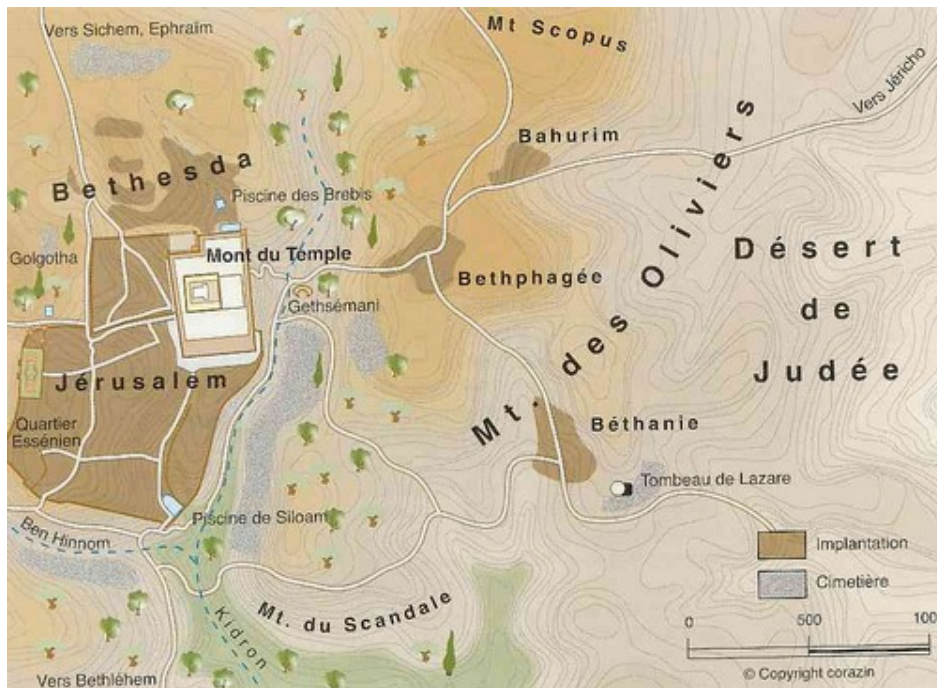 Vers Sichem, Ephraïm
Mt Scopus
Vers Jéricho
Bahurim
Bethesda
Piscine des Brebis
Golgotha
Mont du Temple
Bethphagée
Gethsémani
Mt. des Oliviers
Désert
de
Judée
Jérusalem
Quartier
Essénien
Béthanie
Tombeau de Lazare
Piscine de Siloam
Ben Hinnom
Implantation
Cimetière
Mt. du Scandale
Kidron
0 500 100
Vers Bethléhem
© Copyright corazin